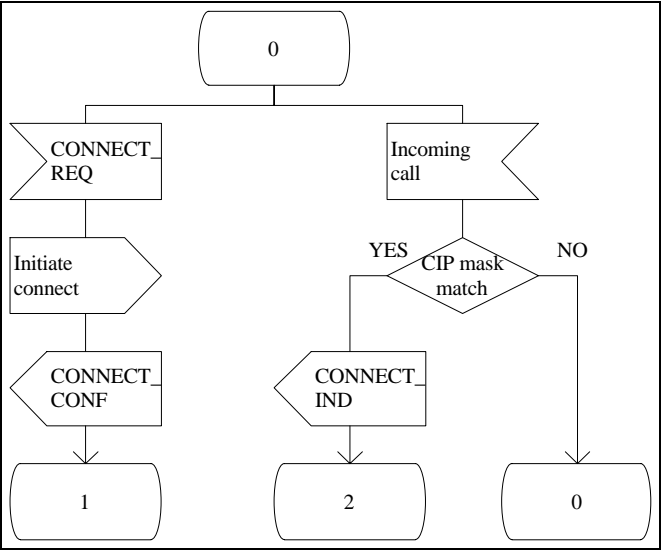 0
CONNECT_
REQ
Incoming
call
Initiate
connect
YES
CIP mask
match
NO
CONNECT_
CONF
CONNECT_
IND
1
2
0